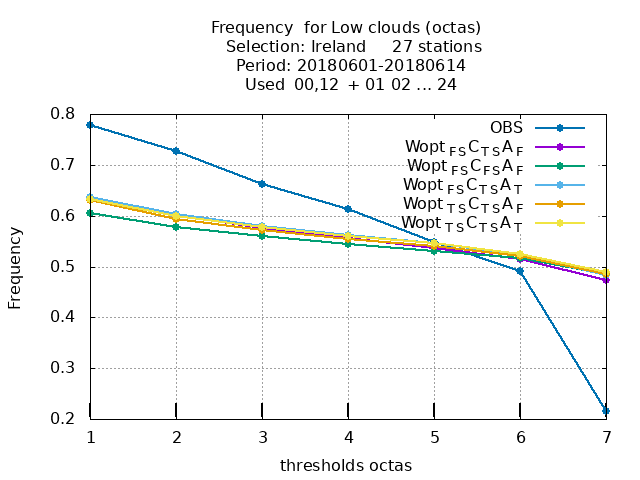 Frequency for Low clouds (octas)
Selection: Ireland 27 stations
Period: 20180601-20180614
Used 00,12 + 01 02 ... 24
0.8
0.7
0.6
0.5
0.4
0.3
0.2
Frequency
OBS
Wopt FS C TS A F
Wopt FS C FS A F
Wopt FS C TS A T
Wopt TS C TS A F
Wopt TS C TS A T
1 2 3 4 5 6 7
thresholds octas